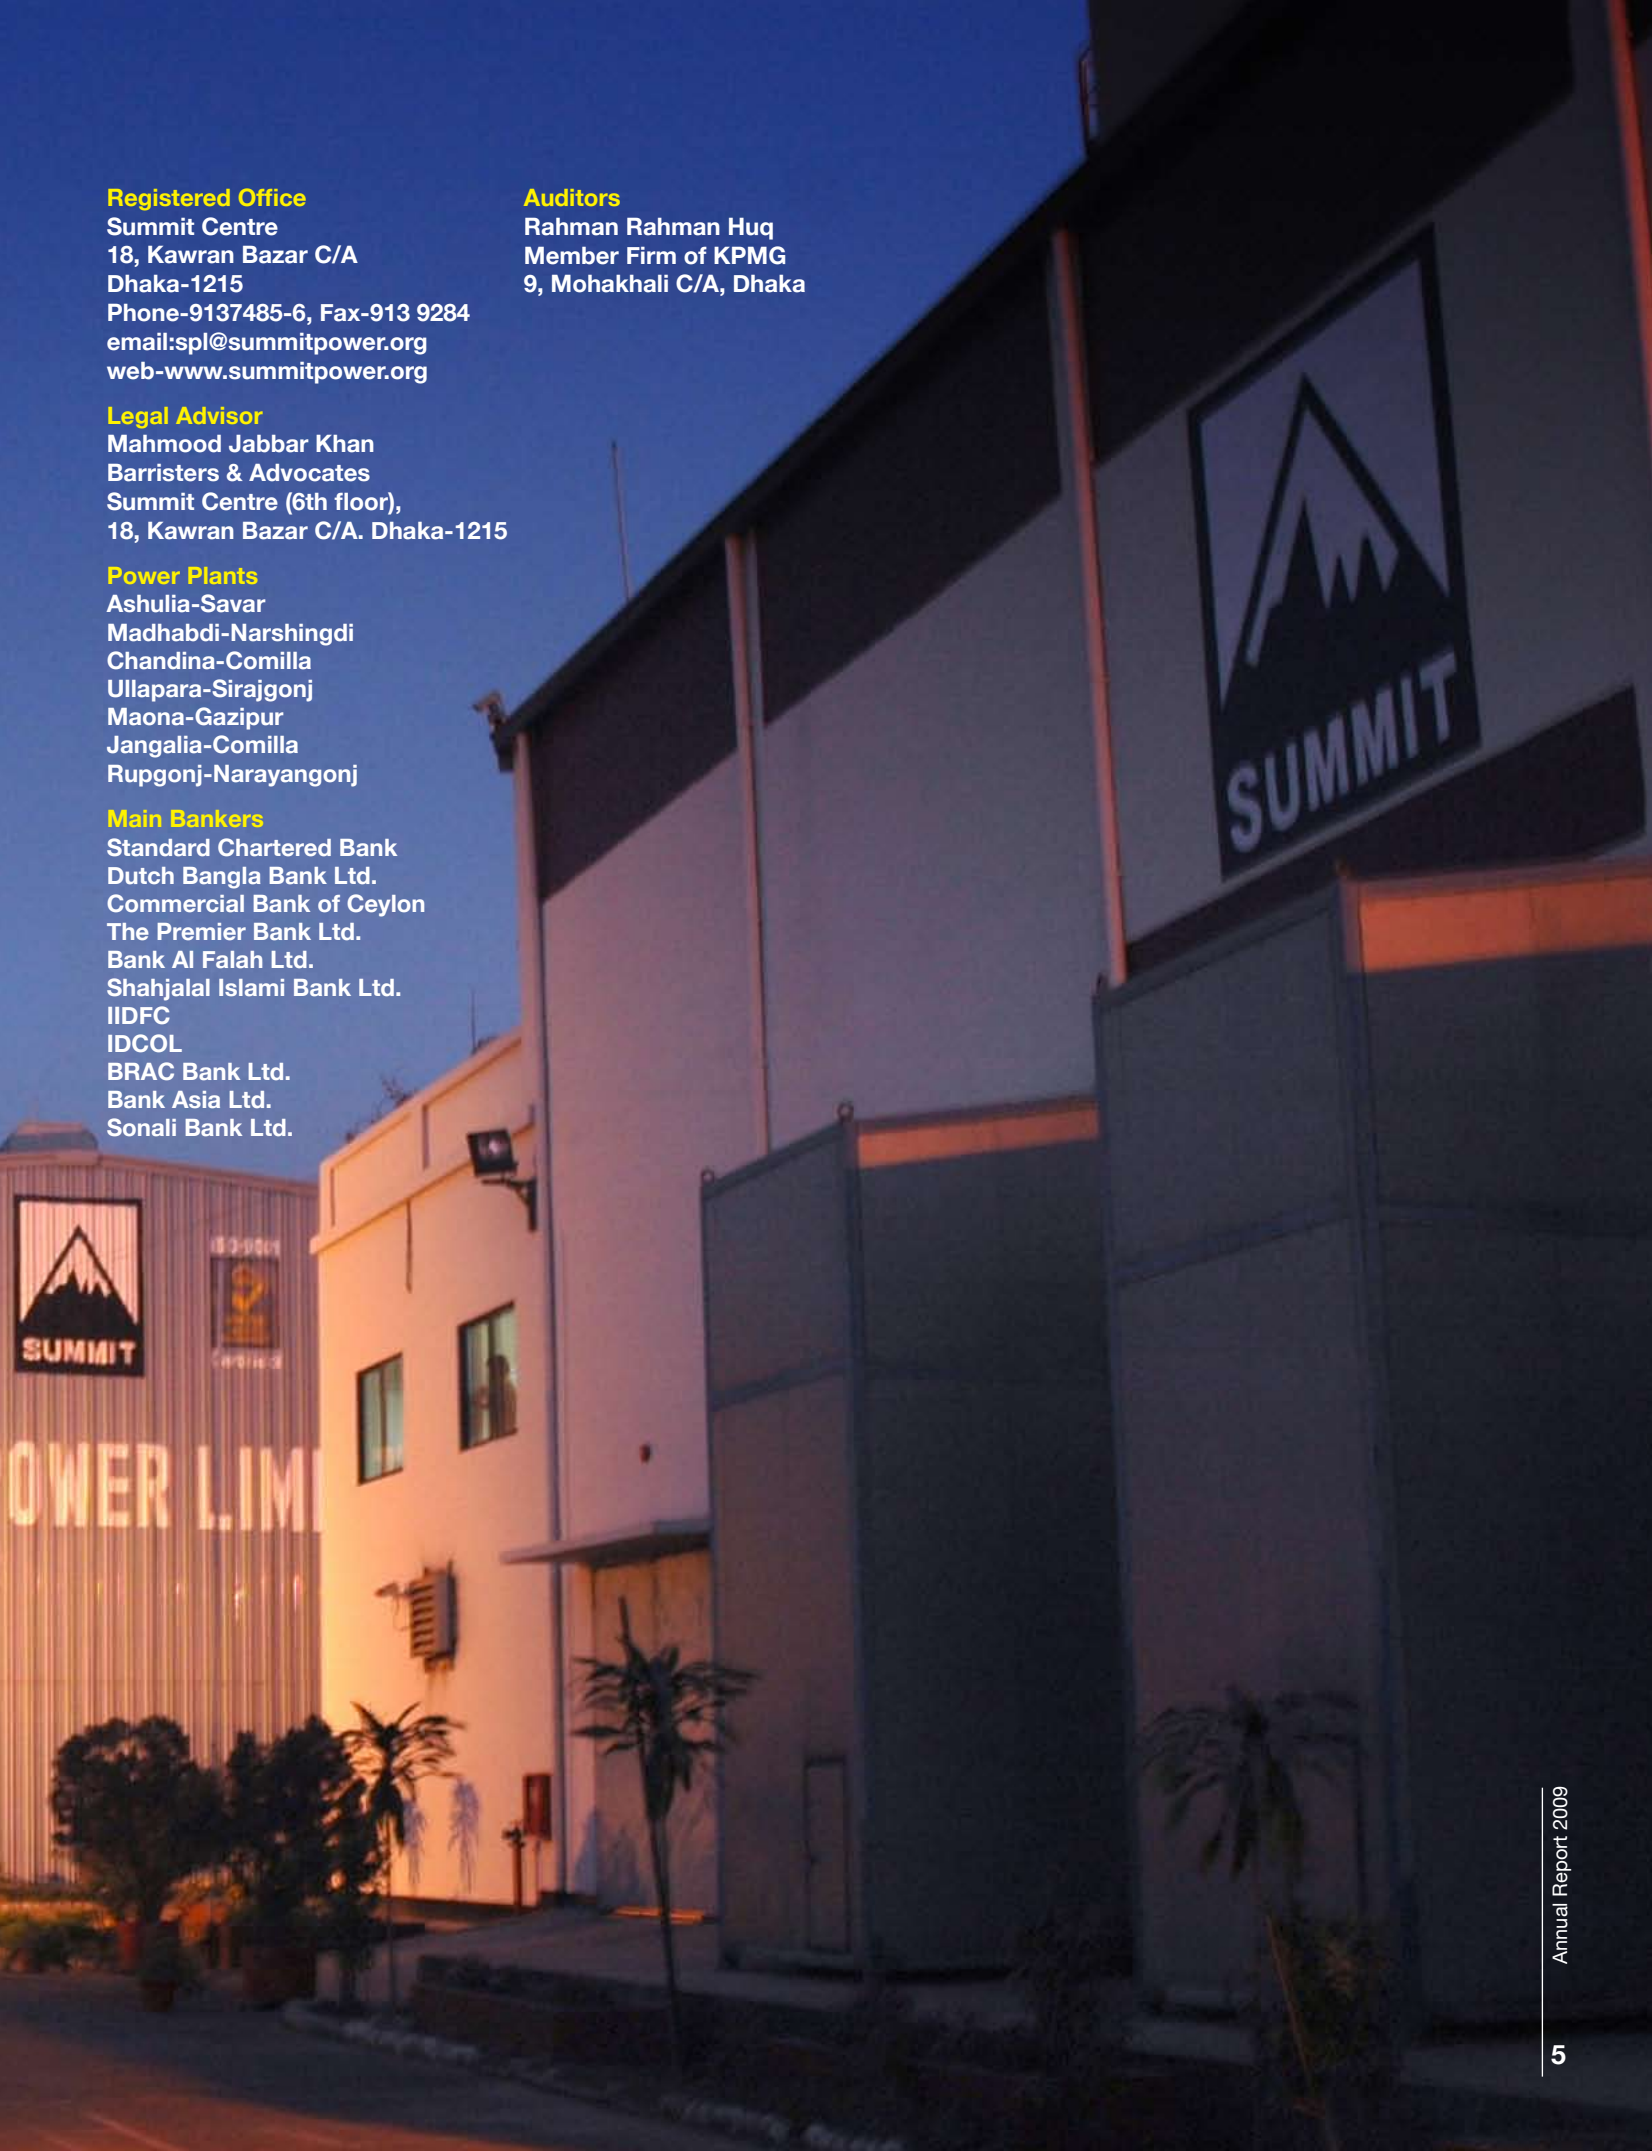 Registered Office
Summit Centre
18, Kawran Bazar C/A
Dhaka-1215
Phone-9137485-6, Fax-913 9284
email:spl@summitpower.org
web-www.summitpower.org
Legal Advisor
Mahmood Jabbar Khan
Barristers & Advocates
Summit Centre (6th floor),
18, Kawran Bazar C/A. Dhaka-1215
Power Plants
Ashulia-Savar
Madhabdi-Narshingdi
Chandina-Comilla
Ullapara-Sirajgonj
Maona-Gazipur
Jangalia-Comilla
Rupgonj-Narayangonj
Main Bankers
Standard Chartered Bank
Dutch Bangla Bank Ltd.
Commercial Bank of Ceylon
The Premier Bank Ltd.
Bank Al Falah Ltd.
Shahjalal Islami Bank Ltd.
IIDFC
IDCOL
BRAC Bank Ltd.
Bank Asia Ltd.
Sonali Bank Ltd.
Auditors
Rahman Rahman Huq
Member Firm of KPMG
9, Mohakhali C/A, Dhaka
SUMMIT
SUMMIT
ISO-9001
OWER LIMI
Annual Report 2009
5